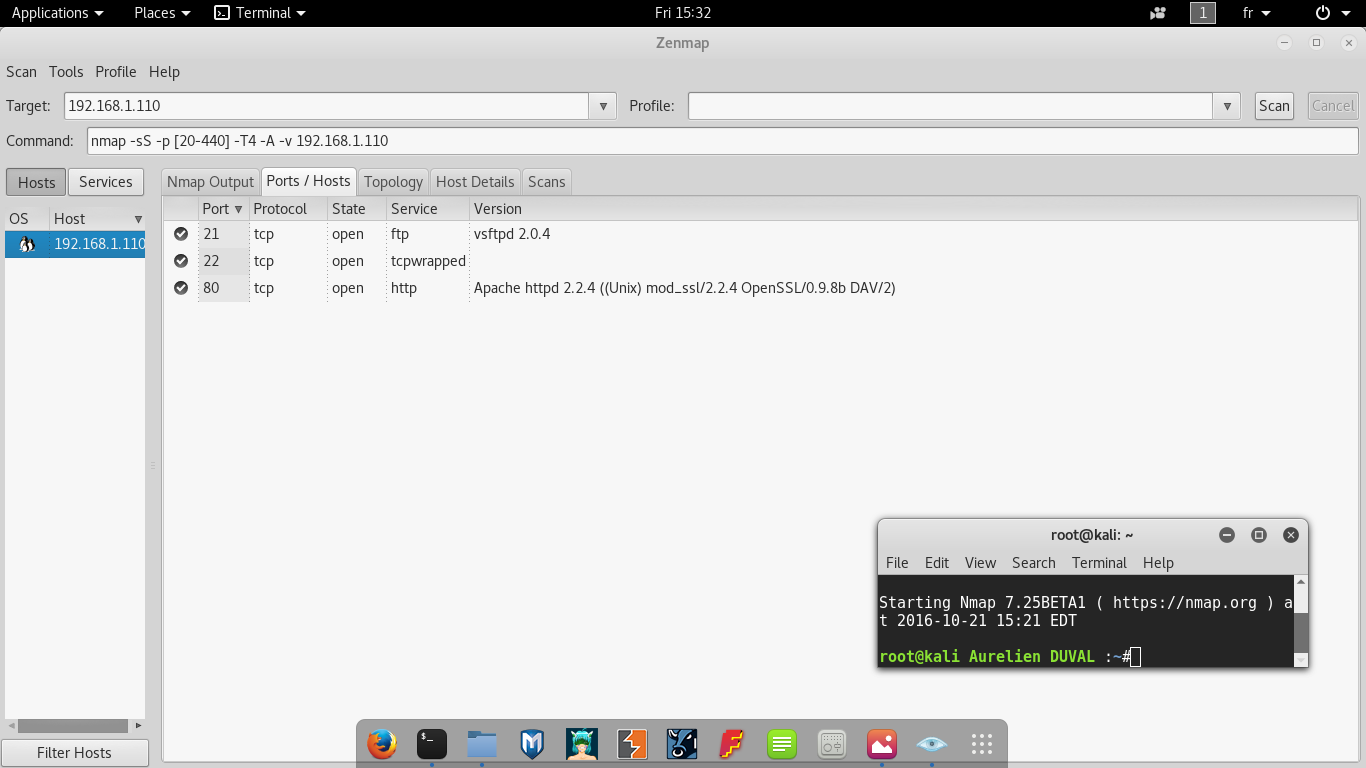 Applications Places Terminal Fri 15:32 1 fr
Zenmap
Scan Tools Profile Help
Target: 192.168.1.110 Profile: Scan Cancel
Command: nmap -sS -p [20-440] -T4 -A -v 192.168.1.110
Hosts Services Nmap Output Ports / Hosts Topology Host Details Scans
OS Host Port Protocol State Service Version
192.168.1.110 21 tcp open ftp vsftpd 2.0.4
22 tcp open tcpwrapped
80 tcp open http Apache httpd 2.2.4 ((Unix) mod_ssl/2.2.4 OpenSSL/0.9.8b DAV/2)
root@kali: ~
File Edit View Search Terminal Help
Starting Nmap 7.25BETA1 ( https://nmap.org ) a
t 2016-10-21 15:21 EDT
root@kali Aurelien DUVAL :~#
Filter Hosts